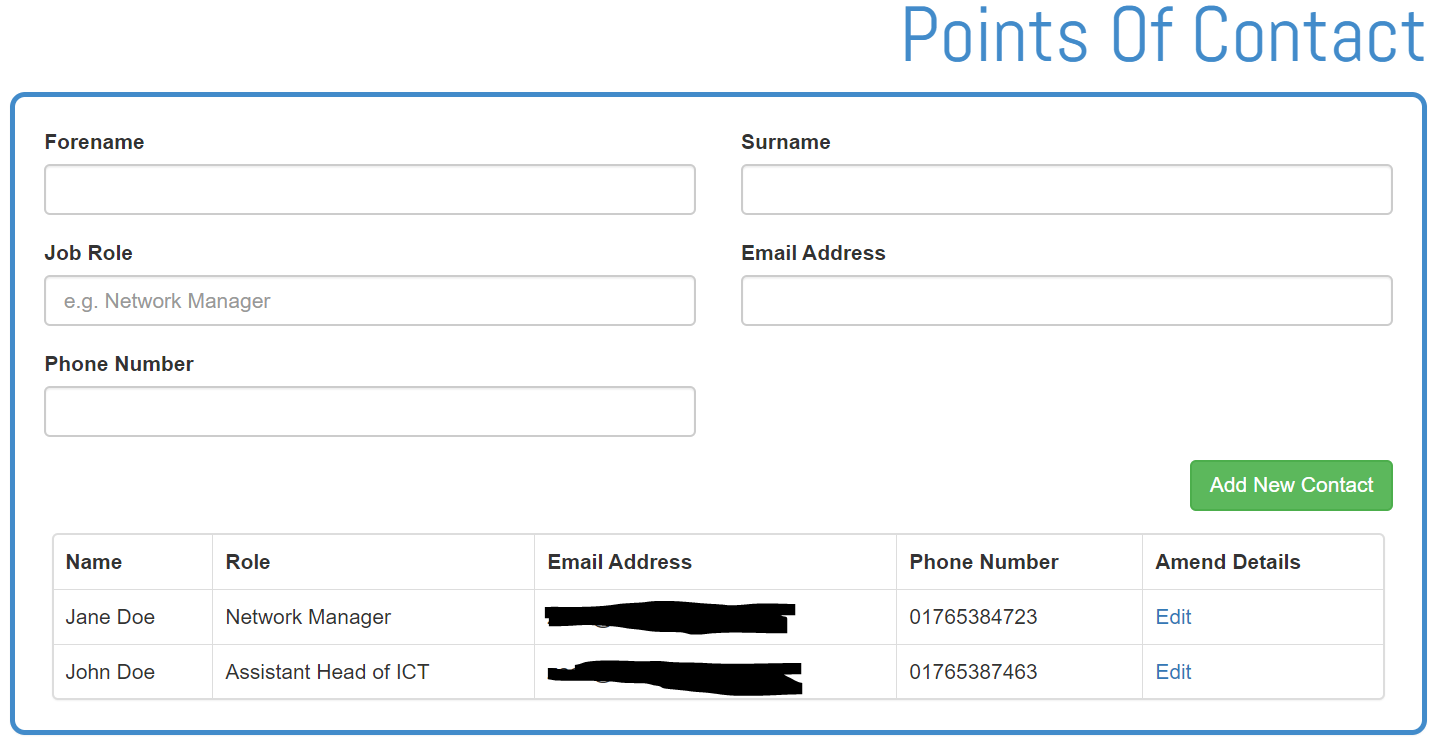 Points Of Contact
Forename Surname
Job Role Email Address
e.g. Network Manager
Phone Number
Add New Contact
Name Role Email Address Phone Number Amend Details
Jane Doe Network Manager 01765384723 Edit
John Doe Assistant Head of ICT 01765387463 Edit